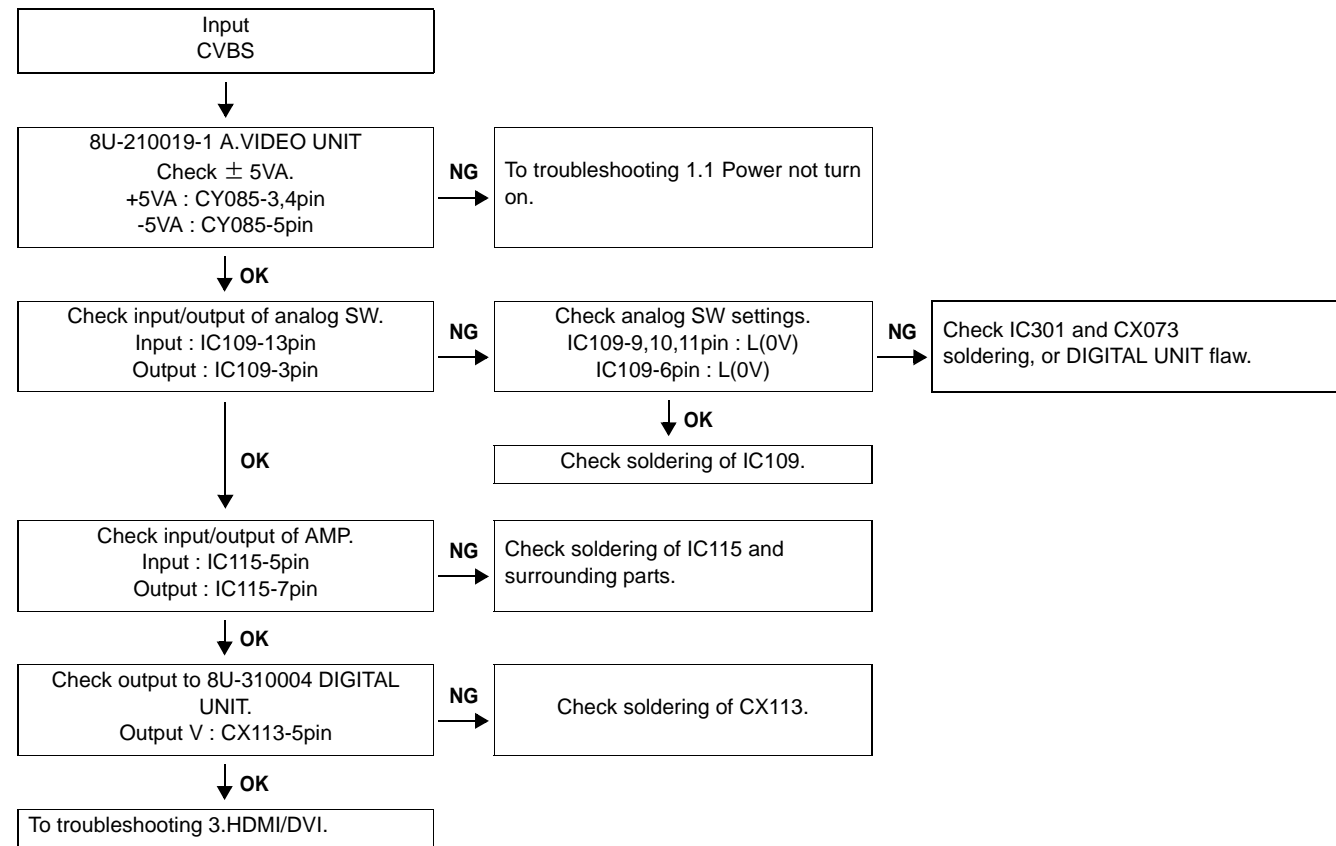 Input
CVBS
8U-210019-1 A.VIDEO UNIT
Check ± 5VA.
+5VA : CY085-3,4pin
-5VA : CY085-5pin
NG
To troubleshooting 1.1 Power not turn
on.
OK
Check input/output of analog SW.
Input : IC109-13pin
Output : IC109-3pin
NG
Check analog SW settings.
IC109-9,10,11pin : L(0V)
IC109-6pin : L(0V)
NG
Check IC301 and CX073
soldering, or DIGITAL UNIT flaw.
OK
Check soldering of IC109.
OK
Check input/output of AMP.
Input : IC115-5pin
Output : IC115-7pin
NG
Check soldering of IC115 and
surrounding parts.
OK
Check output to 8U-310004 DIGITAL
UNIT.
Output V : CX113-5pin
NG
Check soldering of CX113.
OK
To troubleshooting 3.HDMI/DVI.